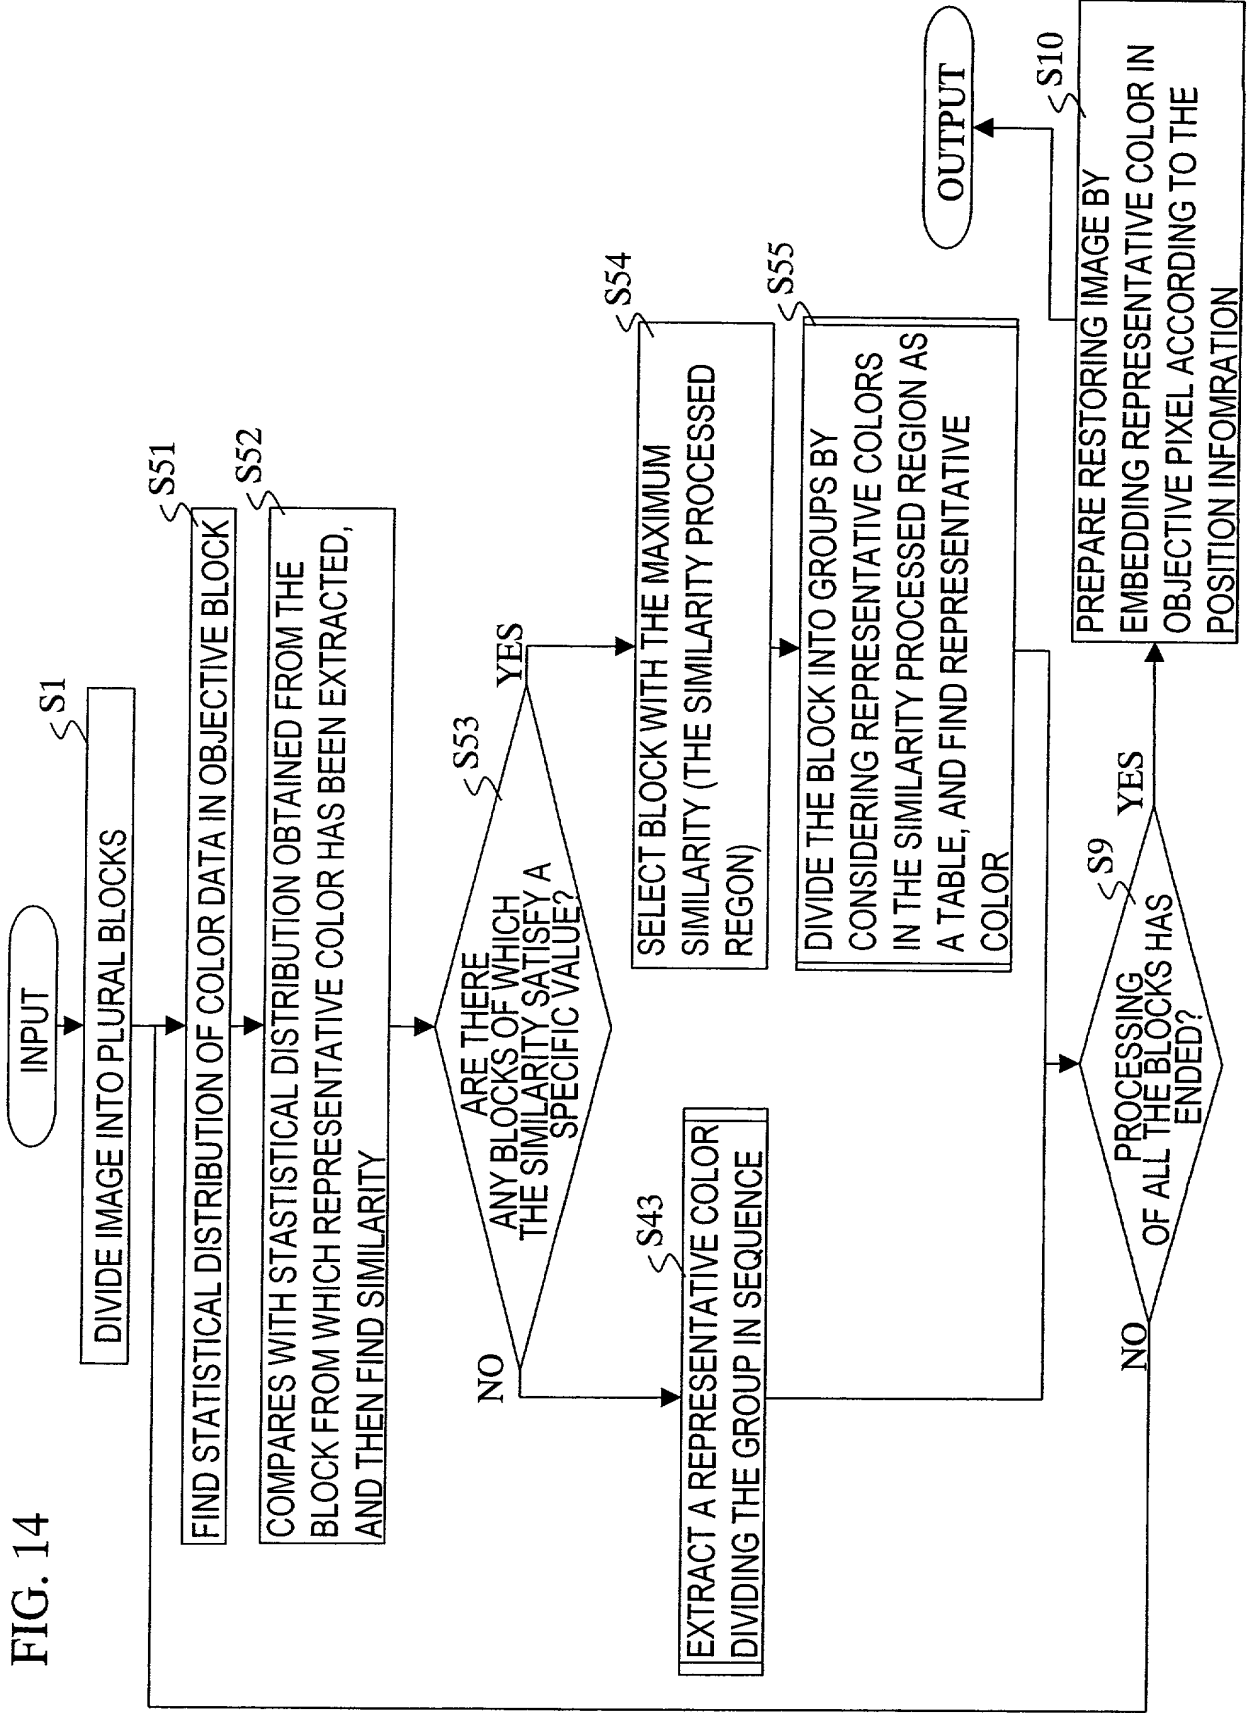 FIG. 14
INPUT
S1
DIVIDE IMAGE INTO PLURAL BLOCKS
S51
FIND STATISTICAL DISTRIBUTION OF COLOR DATA IN OBJECTIVE BLOCK
S52
COMPARES WITH STASTISTICAL DISTRIBUTION OBTAINED FROM THE
BLOCK FROM WHICH REPRESENTATIVE COLOR HAS BEEN EXTRACTED,
AND THEN FIND SIMILARITY
S53
ARE THERE
ANY BLOCKS OF WHICH
THE SIMILARITY SATISFY A
SPECIFIC VALUE?
NO
YES
S43
EXTRACT A REPRESENTATIVE COLOR
DIVIDING THE GROUP IN SEQUENCE
S54
SELECT BLOCK WITH THE MAXIMUM
SIMILARITY (THE SIMILARITY PROCESSED
REGON)
S55
DIVIDE THE BLOCK INTO GROUPS BY
CONSIDERING REPRESENTATIVE COLORS
IN THE SIMILARITY PROCESSED REGION AS
A TABLE, AND FIND REPRESENTATIVE
COLOR
S9
PROCESSING
OF ALL THE BLOCKS HAS
ENDED?
NO
YES
S10
PREPARE RESTORING IMAGE BY
EMBEDDING REPRESENTATIVE COLOR IN
OBJECTIVE PIXEL ACCORDING TO THE
POSITION INFOMRATION
OUTPUT